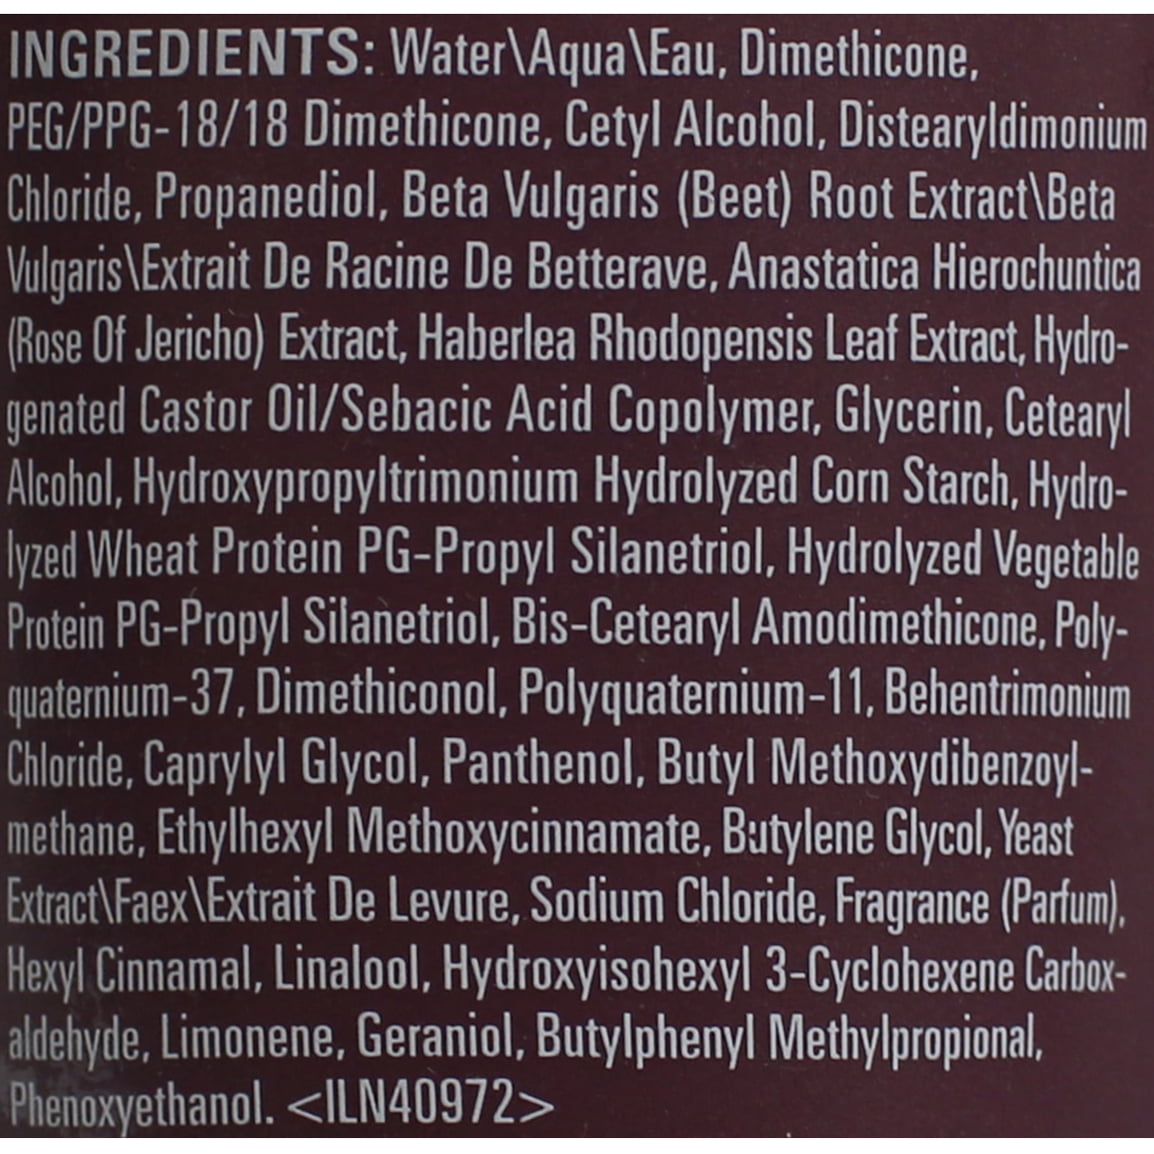 INGREDIENTS: Water\Aqua\Eau, Dimethicone,
PEG/PPG-18/18 Dimethicone, Cetyl Alcohol, Distearyldimonium
Chloride, Propanediol, Beta Vulgaris (Beet) Root Extract\Beta
Vulgaris\Extrait De Racine De Betterave, Anastatica Hierochuntica
(Rose Of Jericho) Extract, Haberlea Rhodopensis Leaf Extract, Hydro-
genated Castor Oil/Sebacic Acid Copolymer, Glycerin, Cetearyl
Alcohol, Hydroxypropyltrimonium Hydrolyzed Corn Starch, Hydro-
lyzed Wheat Protein PG-Propyl Silanetriol, Hydrolyzed Vegetable
Protein PG-Propyl Silanetriol, Bis-Cetearyl Amodimethicone, Poly-
quaternium-37, Dimethiconol, Polyquaternium-11, Behentrimonium
Chloride, Caprylyl Glycol, Panthenol, Butyl Methoxydibenzoyl-
methane, Ethylhexyl Methoxycinnamate, Butylene Glycol, Yeast
Extract\Faex\Extrait De Levure, Sodium Chloride, Fragrance (Parfum),
Hexyl Cinnamal, Linalool, Hydroxyisohexyl 3-Cyclohexene Carbox-
aldehyde, Limonene, Geraniol, Butylphenyl Methylpropional,
Phenoxyethanol. <ILN40972>